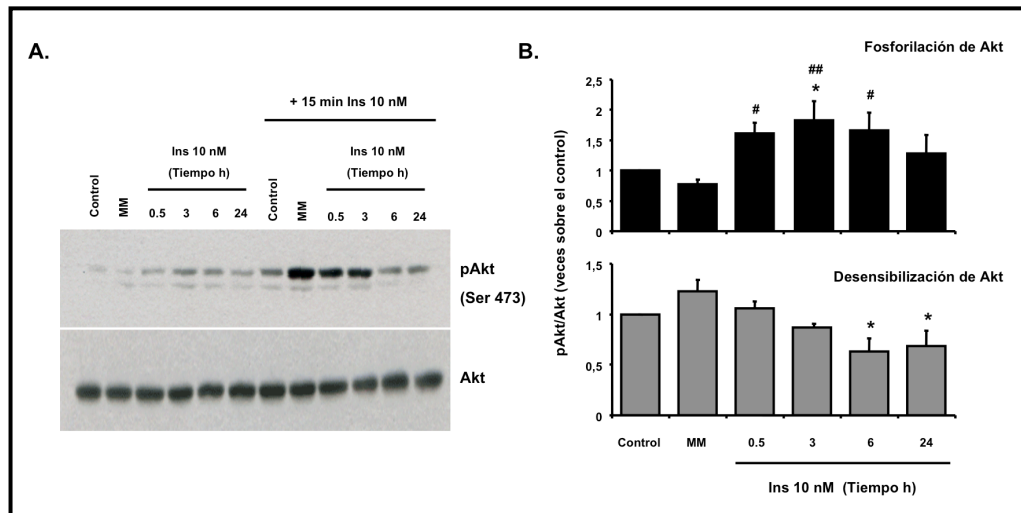 A.
+ 15 min Ins 10 nM
Ins 10 nM
(Tiempo h)
Ins 10 nM
(Tiempo h)
Control
MM
0.5
3
6
24
Control
MM
0.5
3
6
24
pAkt
(Ser 473)
Akt
B.
Fosforilación de Akt
pAkt/Akt (veces sobre el control)
2,5
2
1,5
1
0,5
0
#
##
*
#
Desensibilización de Akt
1,5
1
0,5
0
*
*
Control
MM
0.5
3
6
24
Ins 10 nM (Tiempo h)